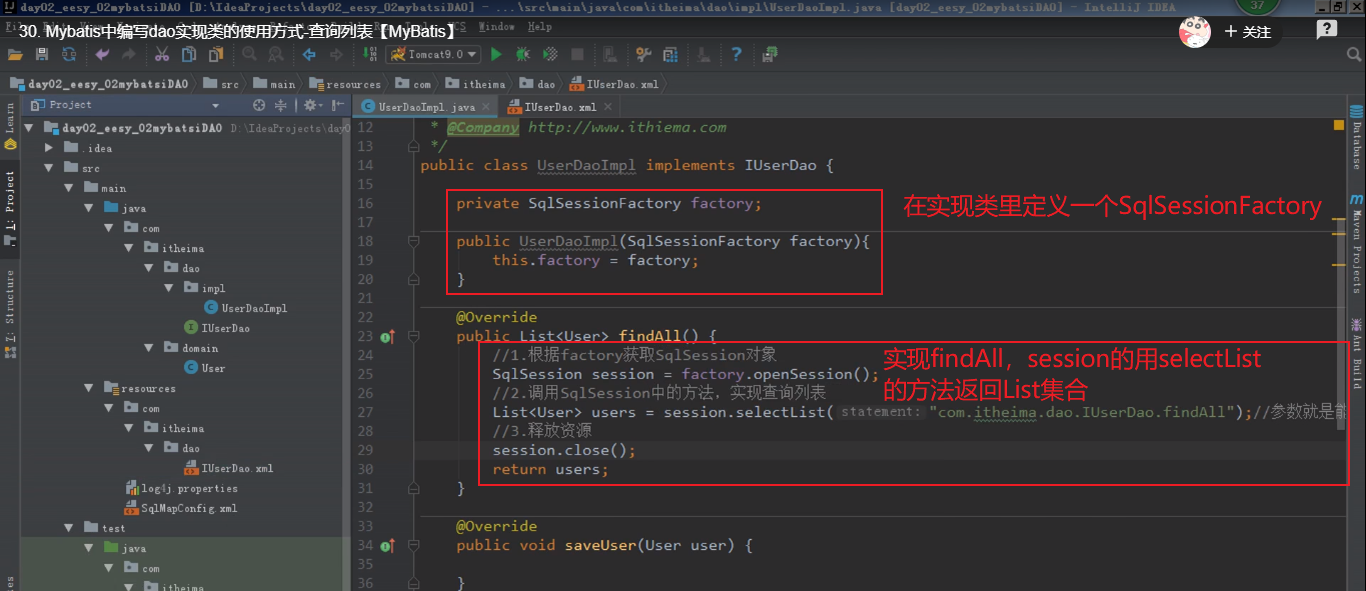 day02_eesy_02mybatsiDAO [D:\IdeaProjects\day02_eesy_02mybatsiDAO] - ...\src\main\java\com\itheima\dao\impl\UserDaoImpl.java [day02_eesy_02mybatsiDAO] - IntelliJ IDEA
37
30. Mybatis中编写dao实现类的使用方式-查询列表【MyBatis】
Window Help
+ 关注
Tomcat9.0
day02_eesy_02mybatsiDAO src main resources com itheima dao IUserDao.xml
Project
UserDaoImpl.java
IUserDao.xml
Learn
1: Project
7: Structure
Database
Maven Projects
Ant Build
day02_eesy_02mybatsiDAO D:\IdeaProjects\day0
.idea
src
main
java
com
itheima
dao
impl
UserDaoImpl
IUserDao
domain
User
resources
com
itheima
dao
IUserDao.xml
log4j.properties
SqlMapConfig.xml
test
java
com
itheima
12 * @Company http://www.ithiema.com
13 */
14 public class UserDaoImpl implements IUserDao {
15
16 private SqlSessionFactory factory;
在实现类里定义一个SqlSessionFactory
17
18 public UserDaoImpl(SqlSessionFactory factory){
19 this.factory = factory;
20 }
21
22 @Override
23 public List<User> findAll() {
24 //1.根据factory获取SqlSession对象
实现findAll，session的用selectList
的方法返回List集合
25 SqlSession session = factory.openSession();
26 //2.调用SqlSession中的方法，实现查询列表
27 List<User> users = session.selectList( statement: "com.itheima.dao.IUserDao.findAll");//参数就是能
28 //3.释放资源
29 session.close();
30 return users;
31 }
32
33 @Override
34 public void saveUser(User user) {
35
36 }